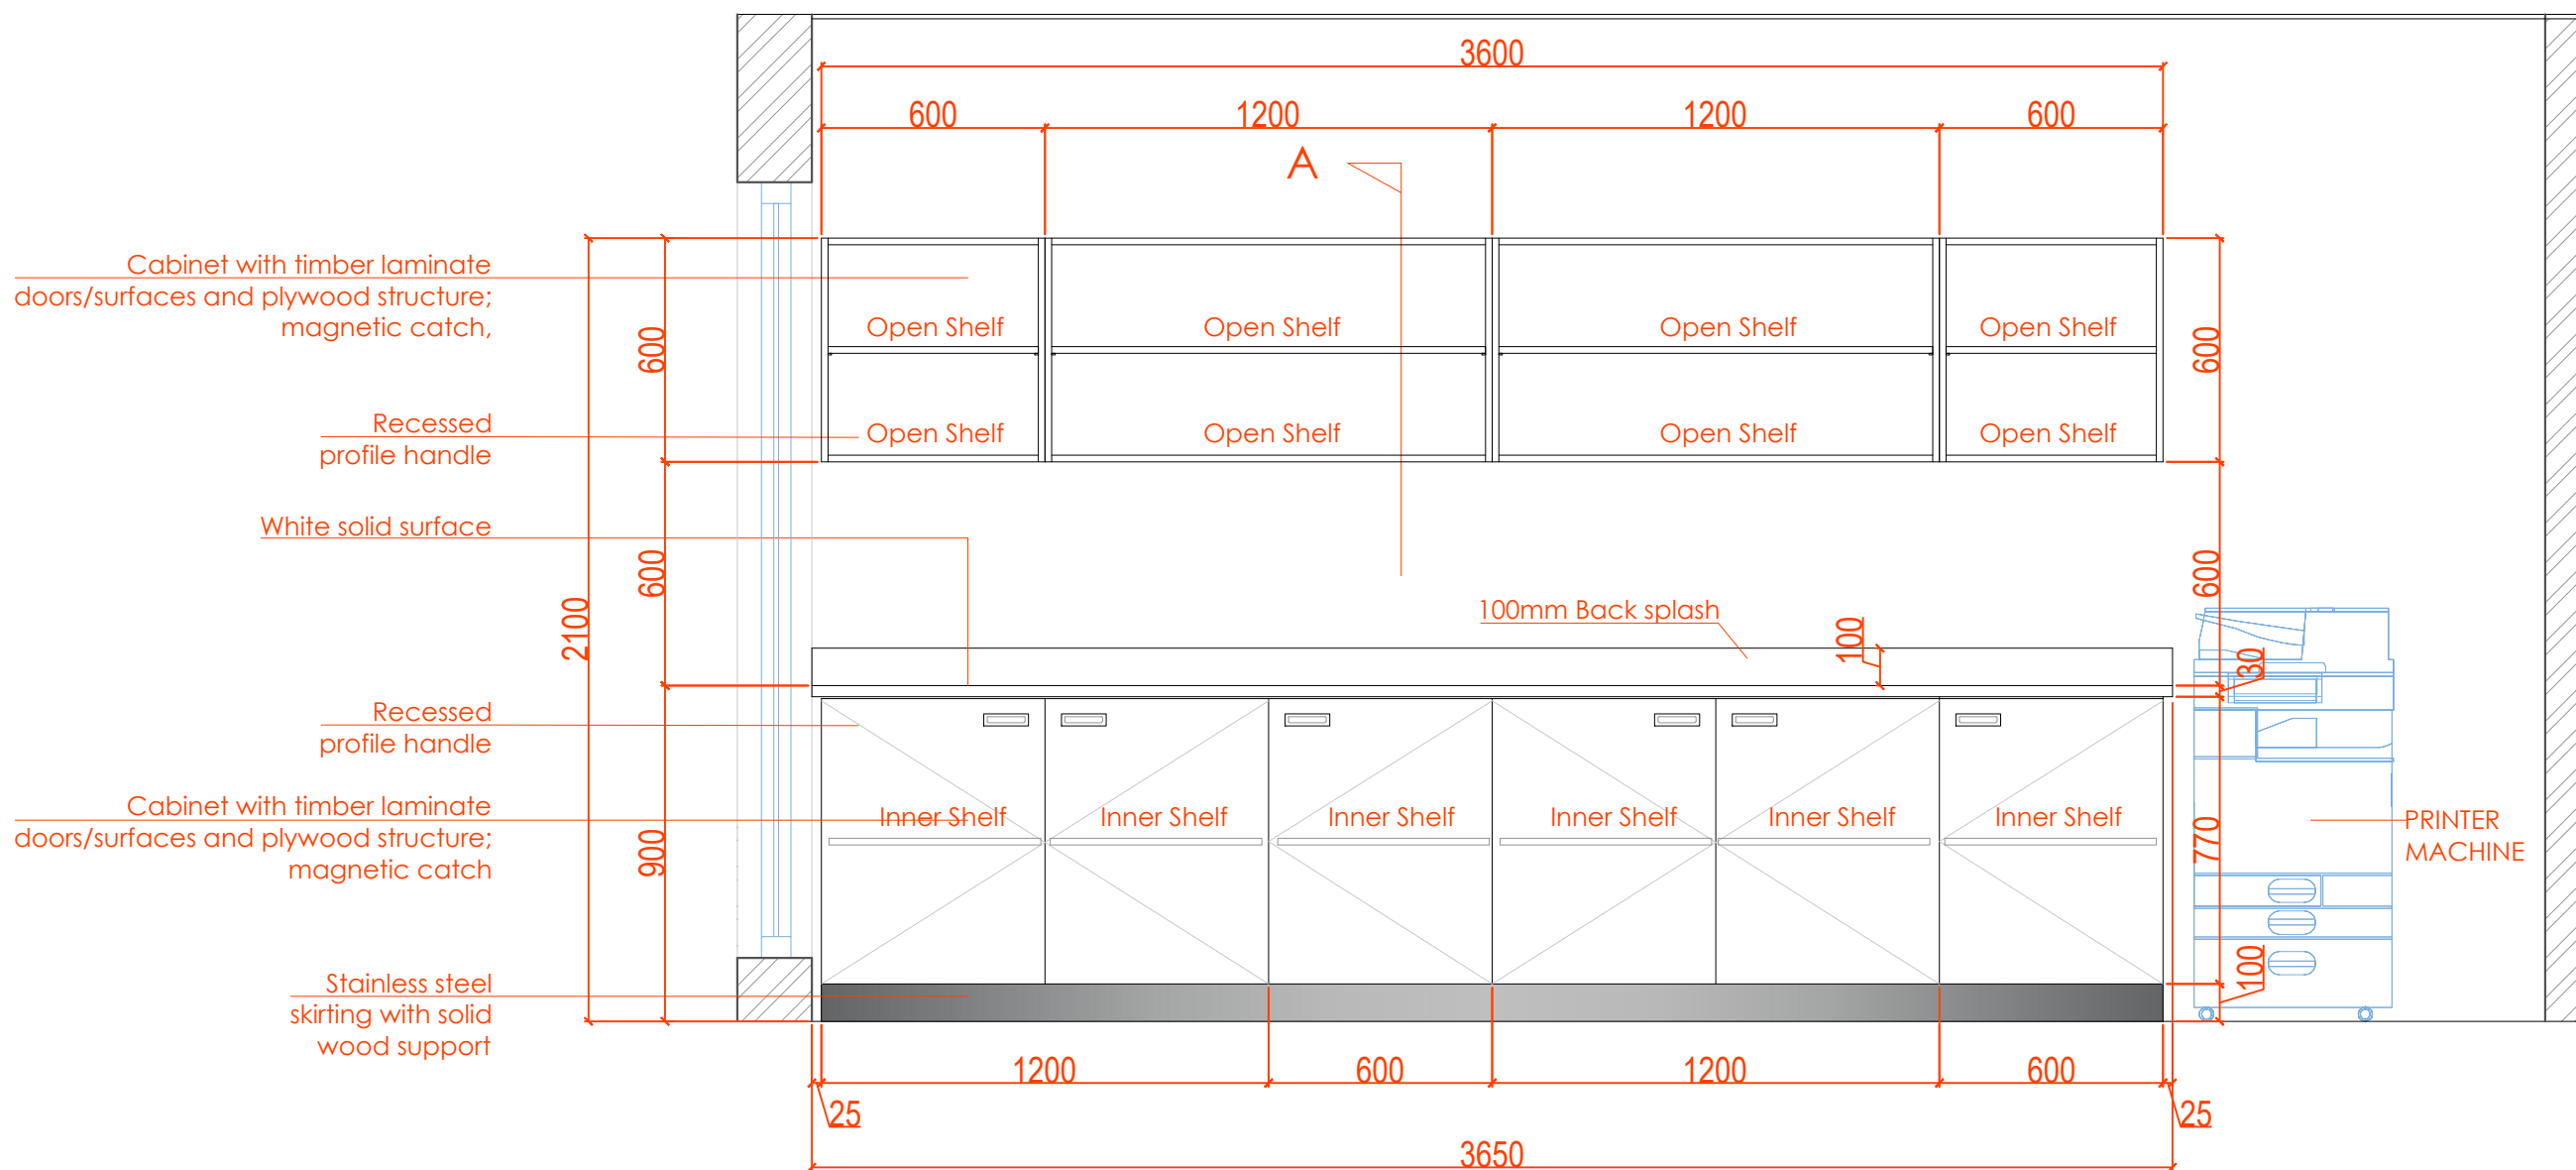 3600
600
1200
1200
600
A
Cabinet with timber laminate
doors/surfaces and plywood structure;
magnetic catch,
Open Shelf
Open Shelf
Open Shelf
Open Shelf
600
600
Recessed
profile handle
Open Shelf
Open Shelf
Open Shelf
Open Shelf
White solid surface
600
600
2100
100mm Back splash
100
30
Recessed
profile handle
Cabinet with timber laminate
doors/surfaces and plywood structure;
magnetic catch
Inner Shelf
Inner Shelf
Inner Shelf
Inner Shelf
Inner Shelf
Inner Shelf
900
770
PRINTER
MACHINE
Stainless steel
skirting with solid
wood support
100
1200
600
1200
600
25
25
3650